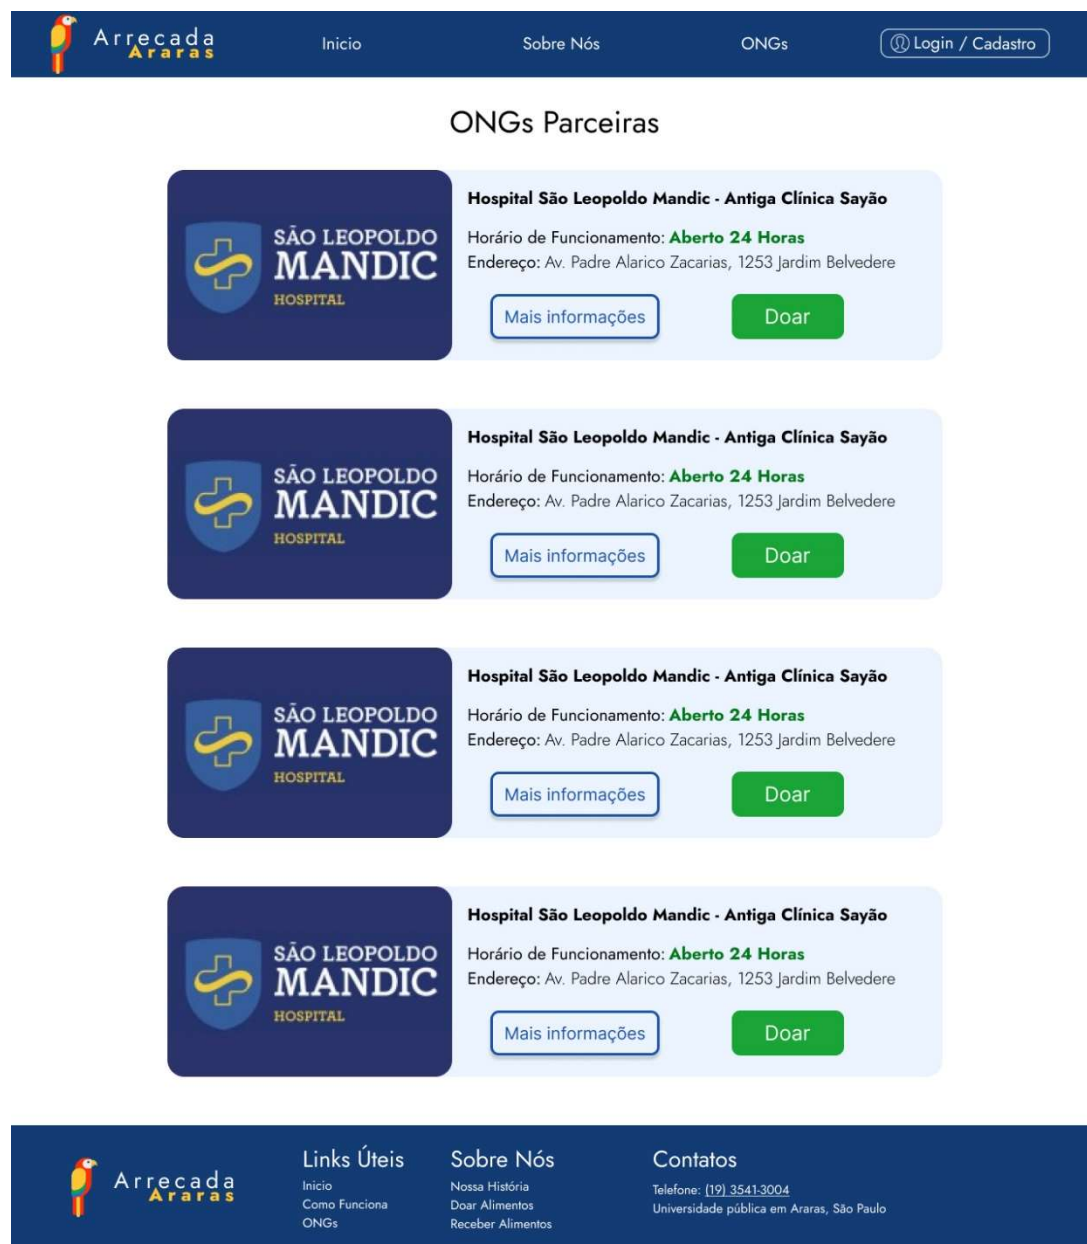 Arrecada
Araras
Inicio
Sobre Nós
ONGs
Login / Cadastro
ONGs Parceiras
SÃO LEOPOLDO
MANDIC
HOSPITAL
Hospital São Leopoldo Mandic - Antiga Clínica Sayão
Horário de Funcionamento: Aberto 24 Horas
Endereço: Av. Padre Alarico Zacarias, 1253 Jardim Belvedere
Mais informações
Doar
SÃO LEOPOLDO
MANDIC
HOSPITAL
Hospital São Leopoldo Mandic - Antiga Clínica Sayão
Horário de Funcionamento: Aberto 24 Horas
Endereço: Av. Padre Alarico Zacarias, 1253 Jardim Belvedere
Mais informações
Doar
SÃO LEOPOLDO
MANDIC
HOSPITAL
Hospital São Leopoldo Mandic - Antiga Clínica Sayão
Horário de Funcionamento: Aberto 24 Horas
Endereço: Av. Padre Alarico Zacarias, 1253 Jardim Belvedere
Mais informações
Doar
SÃO LEOPOLDO
MANDIC
HOSPITAL
Hospital São Leopoldo Mandic - Antiga Clínica Sayão
Horário de Funcionamento: Aberto 24 Horas
Endereço: Av. Padre Alarico Zacarias, 1253 Jardim Belvedere
Mais informações
Doar
Arrecada
Araras
Links Úteis
Inicio
Como Funciona
ONGs
Sobre Nós
Nossa História
Doar Alimentos
Receber Alimentos
Contatos
Telefone: (19) 3541-3004
Universidade pública em Araras, São Paulo